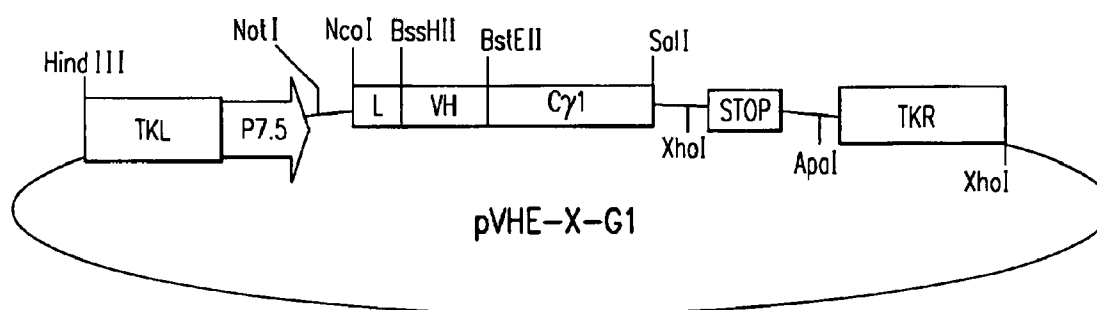 NotI
NcoI
BssHII
BstEII
SalI
Hind III
TKL
P7.5
L
VH
Cγ1
STOP
TKR
XhoI
ApaI
XhoI
pVHE-X-G1